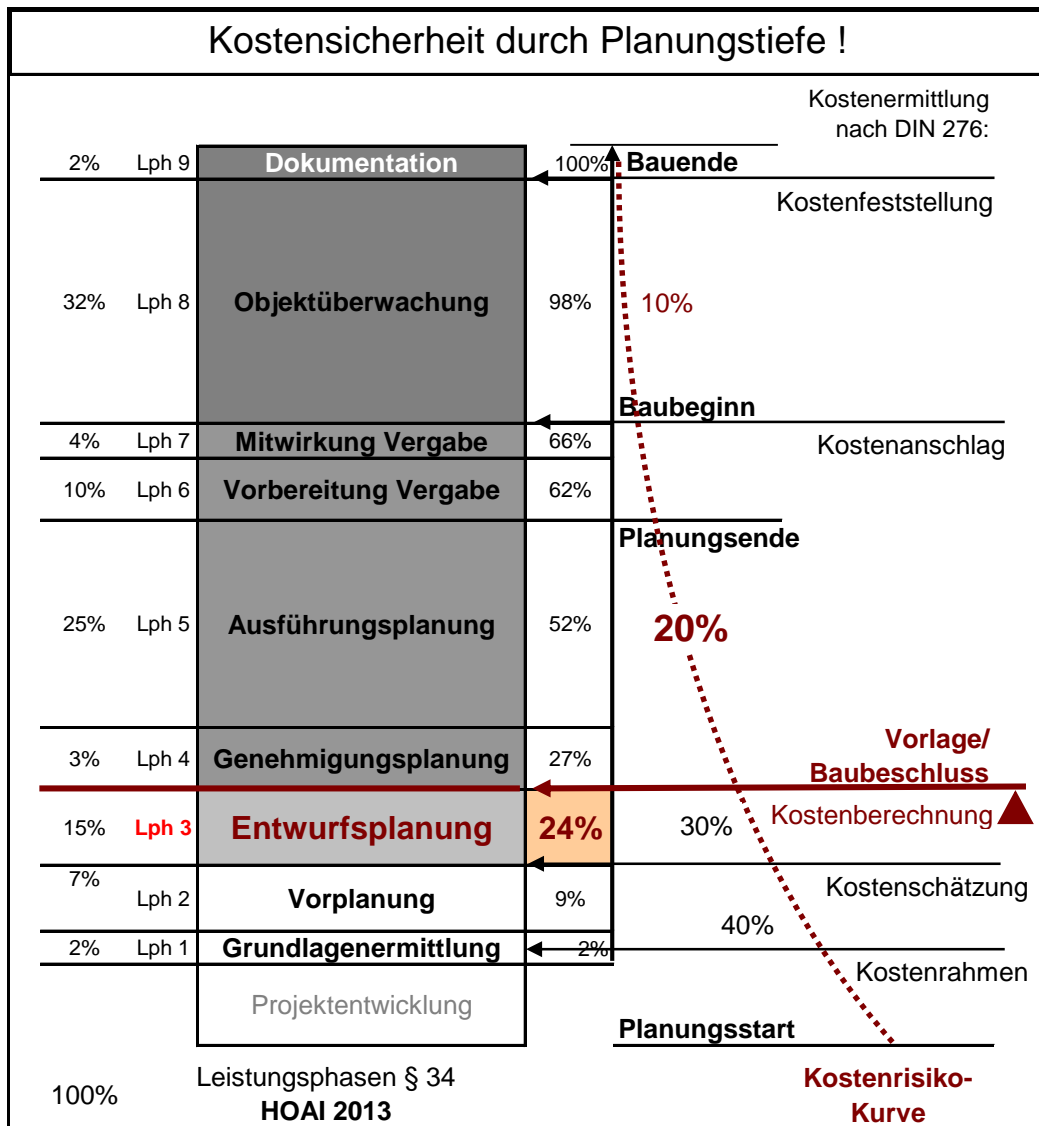 Kostensicherheit durch Planungstiefe !
Kostenermittlung
nach DIN 276:
2% Lph 9 Dokumentation 100% Bauende
Kostenfeststellung
32% Lph 8 Objektüberwachung 98% 10%
Baubeginn
4% Lph 7 Mitwirkung Vergabe 66% Kostenanschlag
10% Lph 6 Vorbereitung Vergabe 62%
Planungsende
25% Lph 5 Ausführungsplanung 52% 20%
Vorlage/
3% Lph 4 Genehmigungsplanung 27% Baubeschluss
Kostenberechnung
15% Lph 3 Entwurfsplanung 24% 30%
7% Lph 2 Vorplanung 9% Kostenschätzung
40%
2% Lph 1 Grundlagenermittlung 2%
Kostenrahmen
Projektentwicklung
Planungsstart
100% Leistungsphasen § 34 Kostenrisiko-
HOAI 2013 Kurve